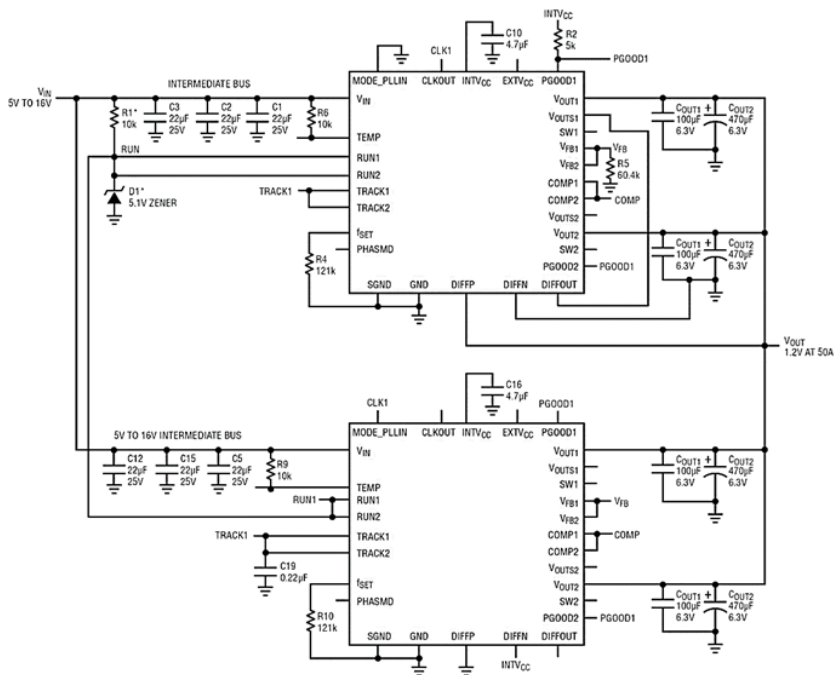 INTVCC
C10
4.7µF
R2
5k
CLK1
PGOOD1
MODE_PLLIN CLKOUT INTVCC EXTVCC PGOOD1
VIN
5V TO 16V
INTERMEDIATE BUS
R1*
10k
C3
22µF
25V
C2
22µF
25V
C1
22µF
25V
R6
10k
VIN
TEMP
RUN
RUN1
RUN2
D1*
5.1V ZENER
TRACK1
TRACK1
TRACK2
fSET
PHASMD
R4
121k
SGND GND DIFFP DIFFN DIFFOUT
VOUT1
VOUTS1
SW1
VFB1
VFB
VFB2
R5
60.4k
COMP1
COMP2
COMP
VOUTS2
VOUT2
SW2
PGOOD2
PGOOD1
COUT1
100µF
6.3V
+
COUT2
470µF
6.3V
COUT1
100µF
6.3V
+
COUT2
470µF
6.3V
VOUT
1.2V AT 50A
C16
4.7µF
CLK1
PGOOD1
MODE_PLLIN CLKOUT INTVCC EXTVCC PGOOD1
5V TO 16V INTERMEDIATE BUS
C12
22µF
25V
C15
22µF
25V
C5
22µF
25V
R9
10k
VIN
TEMP
RUN1
RUN1
RUN2
TRACK1
TRACK1
TRACK2
C19
0.22µF
fSET
PHASMD
R10
121k
SGND GND DIFFP DIFFN DIFFOUT
INTVCC
VOUT1
VOUTS1
SW1
VFB1
VFB
VFB2
COMP1
COMP
COMP2
VOUTS2
VOUT2
SW2
PGOOD2
PGOOD1
COUT1
100µF
6.3V
+
COUT2
470µF
6.3V
COUT1
100µF
6.3V
+
COUT2
470µF
6.3V